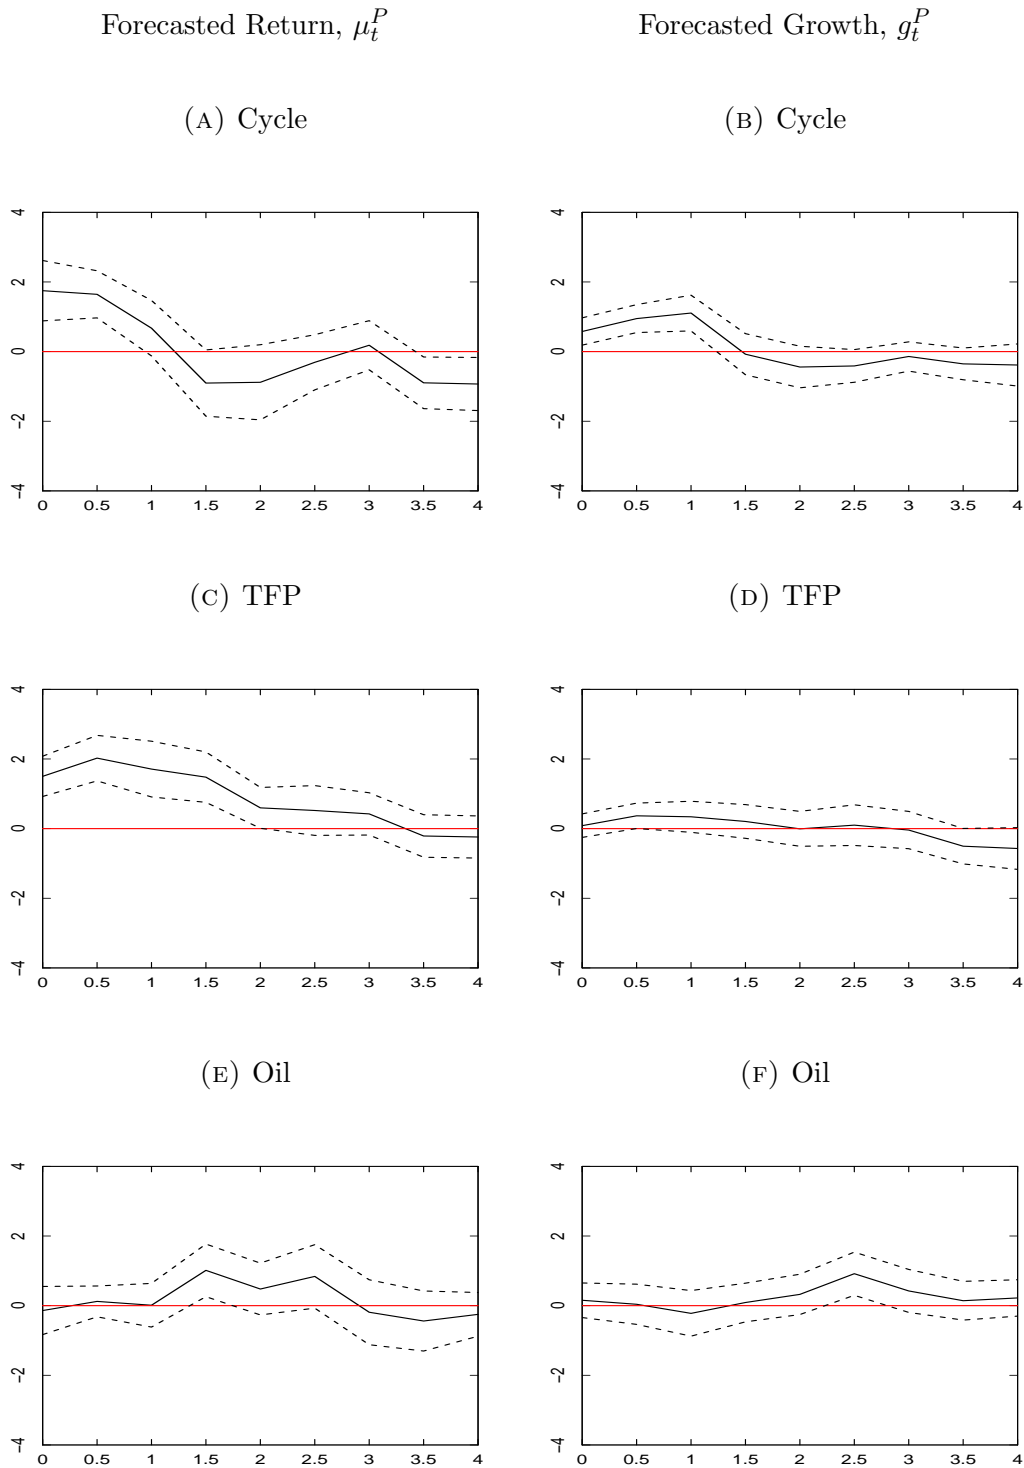 Forecasted Return, μ_t^P
Forecasted Growth, g_t^P
(A) Cycle
(B) Cycle
4
2
0
−2
−4
0 0.5 1 1.5 2 2.5 3 3.5 4
4
2
0
−2
−4
0 0.5 1 1.5 2 2.5 3 3.5 4
(C) TFP
(D) TFP
4
2
0
−2
−4
0 0.5 1 1.5 2 2.5 3 3.5 4
4
2
0
−2
−4
0 0.5 1 1.5 2 2.5 3 3.5 4
(E) Oil
(F) Oil
4
2
0
−2
−4
0 0.5 1 1.5 2 2.5 3 3.5 4
4
2
0
−2
−4
0 0.5 1 1.5 2 2.5 3 3.5 4